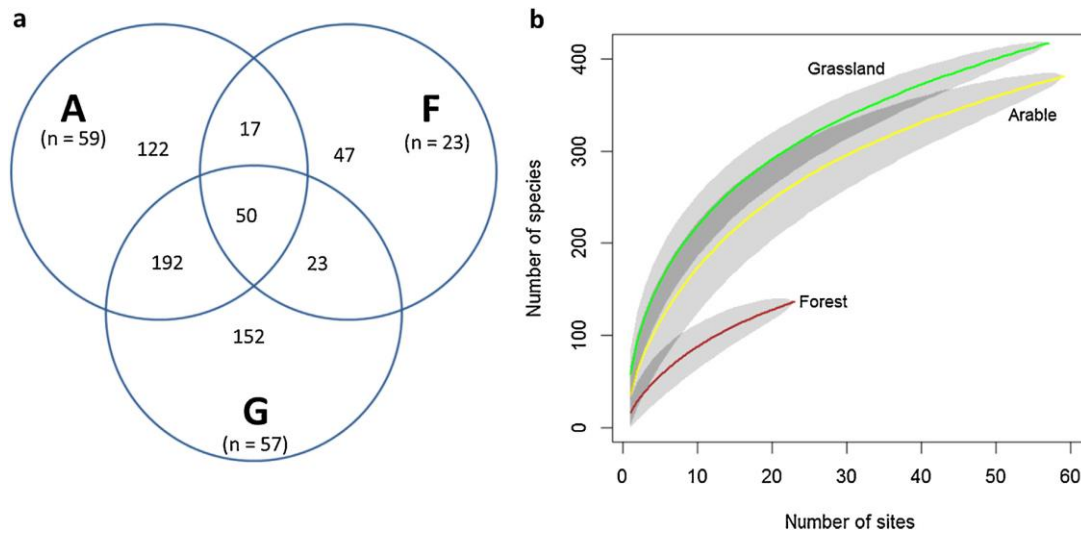 a
A
(n = 59)
F
(n = 23)
122
17
47
50
192
23
152
G
(n = 57)
b
Number of species
400
300
200
100
0
Grassland
Arable
Forest
0 10 20 30 40 50 60
Number of sites